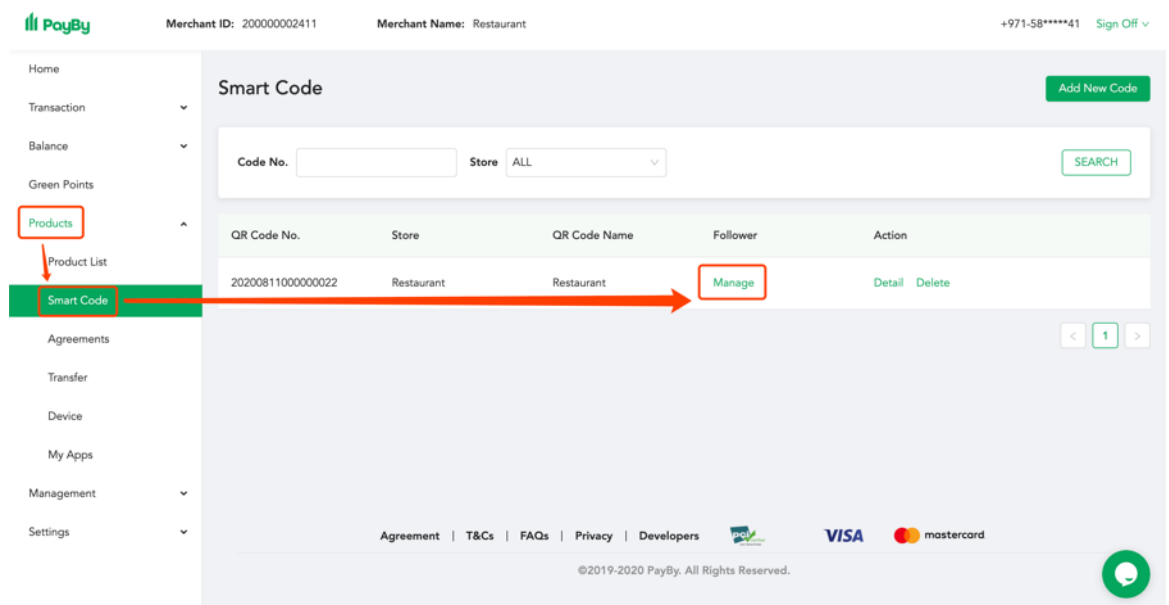 PayBy
Merchant ID: 200000002411 Merchant Name: Restaurant +971-58*****41 Sign Off
Home
Transaction
Balance
Green Points
Products
Product List
Smart Code
Agreements
Transfer
Device
My Apps
Management
Settings
Smart Code
Add New Code
Code No. Store ALL SEARCH
QR Code No. Store QR Code Name Follower Action
20200811000000022 Restaurant Restaurant Manage Detail Delete
< 1 >
Agreement | T&Cs | FAQs | Privacy | Developers VISA mastercard
©2019-2020 PayBy. All Rights Reserved.